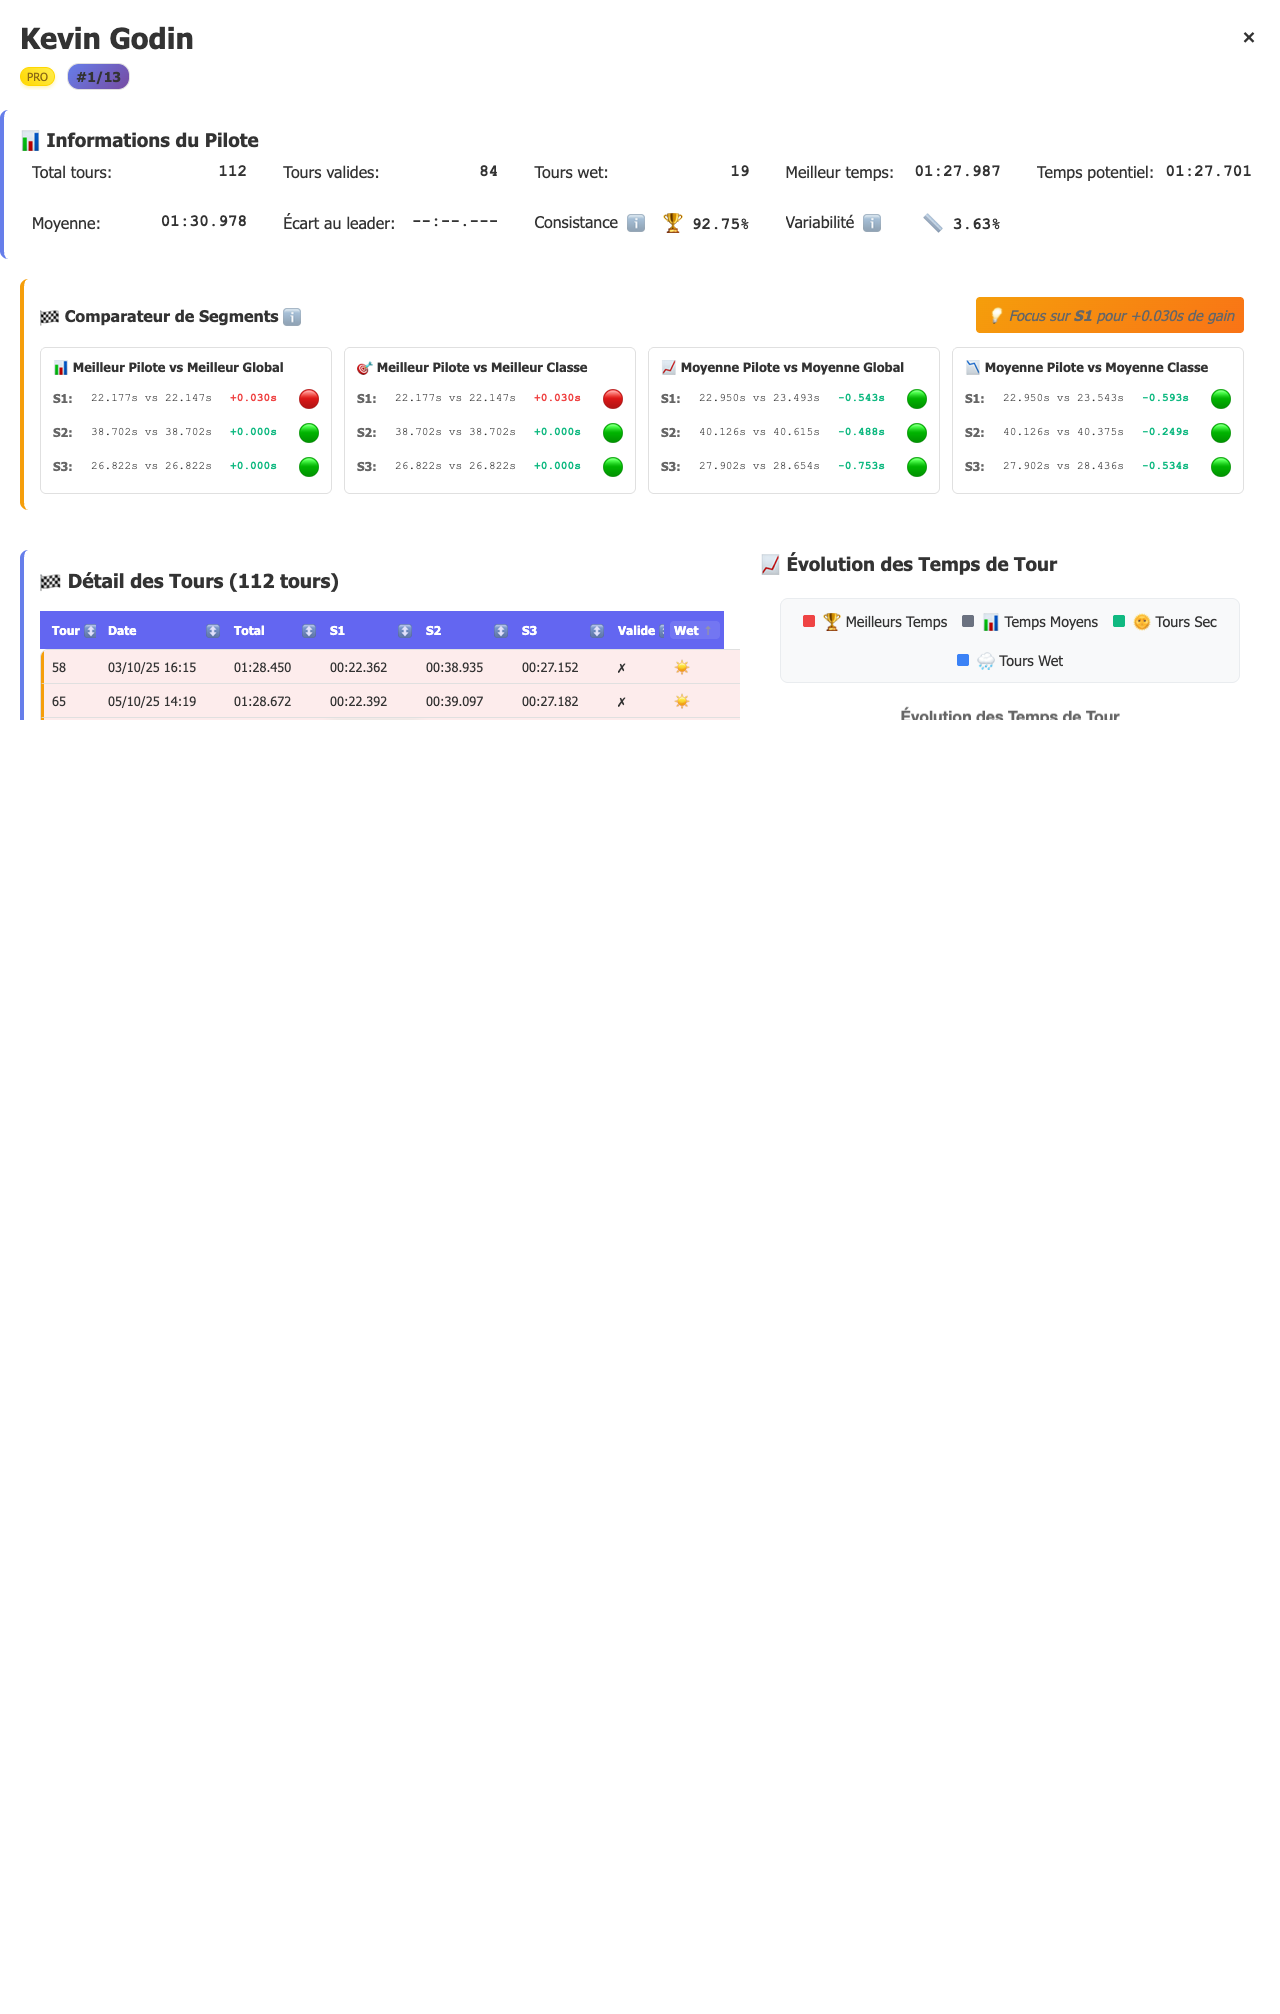 Kevin Godin
×
PRO #1/13
Informations du Pilote
Total tours: 112 Tours valides: 84 Tours wet: 19 Meilleur temps: 01:27.987 Temps potentiel: 01:27.701
Moyenne: 01:30.978 Écart au leader: --:--.--- Consistance 92.75% Variabilité 3.63%
Comparateur de Segments
Focus sur S1 pour +0.030s de gain
Meilleur Pilote vs Meilleur Global
S1: 22.177s vs 22.147s +0.030s
S2: 38.702s vs 38.702s +0.000s
S3: 26.822s vs 26.822s +0.000s
Meilleur Pilote vs Meilleur Classe
S1: 22.177s vs 22.147s +0.030s
S2: 38.702s vs 38.702s +0.000s
S3: 26.822s vs 26.822s +0.000s
Moyenne Pilote vs Moyenne Global
S1: 22.950s vs 23.493s -0.543s
S2: 40.126s vs 40.615s -0.488s
S3: 27.902s vs 28.654s -0.753s
Moyenne Pilote vs Moyenne Classe
S1: 22.950s vs 23.543s -0.593s
S2: 40.126s vs 40.375s -0.249s
S3: 27.902s vs 28.436s -0.534s
Détail des Tours (112 tours)
Tour Date Total S1 S2 S3 Valide Wet ↑
58 03/10/25 16:15 01:28.450 00:22.362 00:38.935 00:27.152 ✗
65 05/10/25 14:19 01:28.672 00:22.392 00:39.097 00:27.182 ✗
Évolution des Temps de Tour
Meilleurs Temps Temps Moyens Tours Sec
Tours Wet
Évolution des Temps de Tour